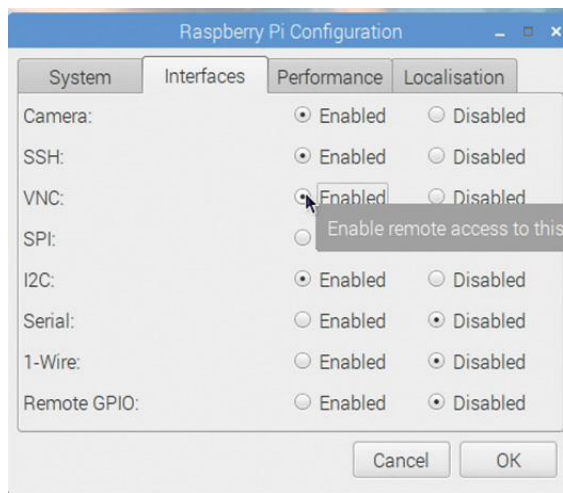 Raspberry Pi Configuration
System Interfaces Performance Localisation
Camera: Enabled Disabled
SSH: Enabled Disabled
VNC: Enabled Disabled
Enable remote access to this
SPI:
I2C: Enabled Disabled
Serial: Enabled Disabled
1-Wire: Enabled Disabled
Remote GPIO: Enabled Disabled
Cancel OK